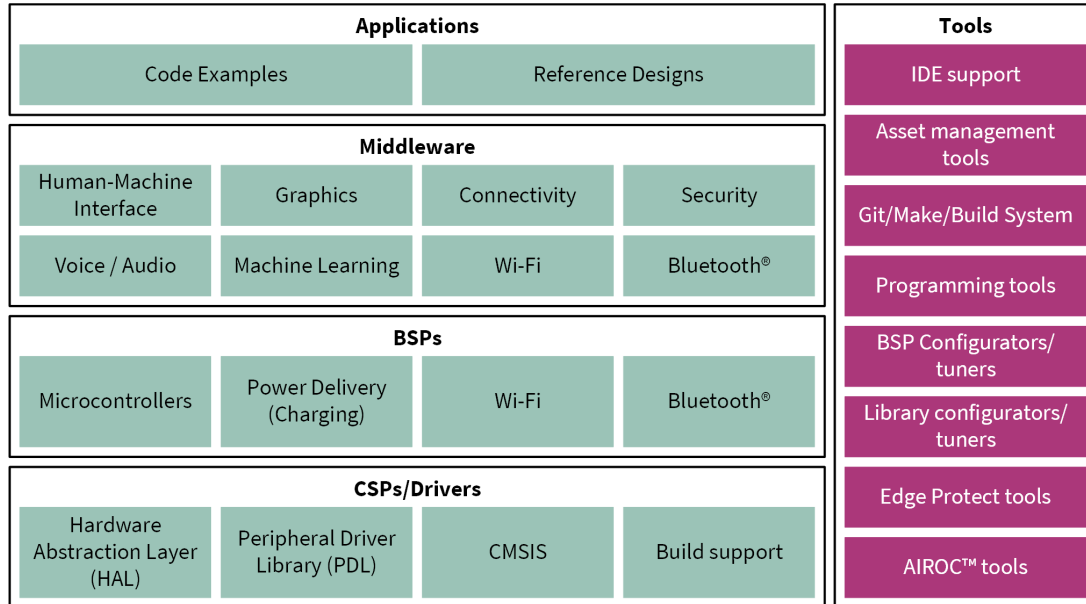 Applications
Code Examples
Reference Designs
Middleware
Human-Machine
Interface
Graphics
Connectivity
Security
Voice / Audio
Machine Learning
Wi-Fi
Bluetooth®
BSPs
Microcontrollers
Power Delivery
(Charging)
Wi-Fi
Bluetooth®
CSPs/Drivers
Hardware
Abstraction Layer
(HAL)
Peripheral Driver
Library (PDL)
CMSIS
Build support
Tools
IDE support
Asset management
tools
Git/Make/Build System
Programming tools
BSP Configurators/
tuners
Library configurators/
tuners
Edge Protect tools
AIROC™ tools